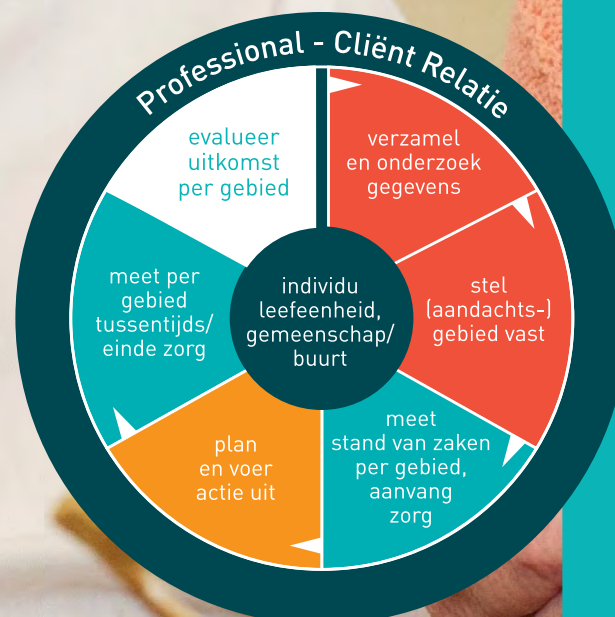 Professional - Cliënt Relatie
verzamel
en onderzoek
gegevens
stel
(aandachts-)
gebied vast
meet
stand van zaken
per gebied,
aanvang
zorg
plan
en voer
actie uit
meet per
gebied
tussentijds/
einde zorg
evalueer
uitkomst
per gebied
individu
leefeenheid,
gemeenschap/
buurt